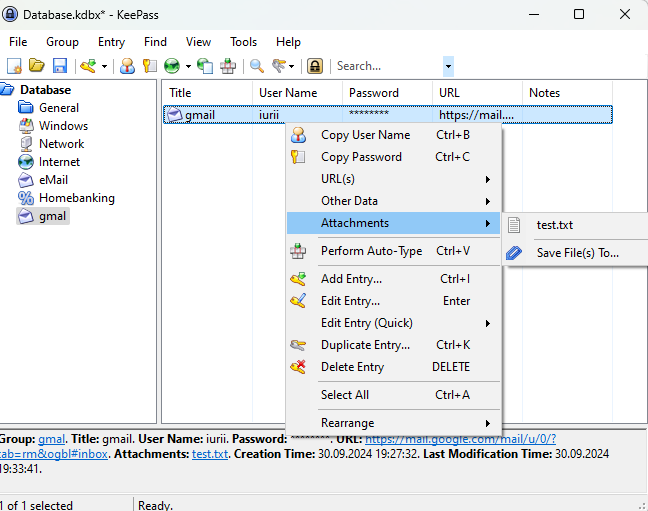 Database.kdbx* - KeePass
File Group Entry Find View Tools Help
Search...
Database
General
Windows
Network
Internet
eMail
Homebanking
gmal
Title User Name Password URL Notes
gmail iurii ******** https://mail....
Copy User Name Ctrl+B
Copy Password Ctrl+C
URL(s)
Other Data
Attachments
test.txt
Save File(s) To...
Perform Auto-Type Ctrl+V
Add Entry... Ctrl+I
Edit Entry... Enter
Edit Entry (Quick)
Duplicate Entry... Ctrl+K
Delete Entry DELETE
Select All Ctrl+A
Rearrange
Group: gmal. Title: gmail. User Name: iurii. Password: ********. URL: https://mail.google.com/mail/u/0/?
tab=rm&ogbl#inbox. Attachments: test.txt. Creation Time: 30.09.2024 19:27:32. Last Modification Time: 30.09.2024
19:33:41.
1 of 1 selected Ready.